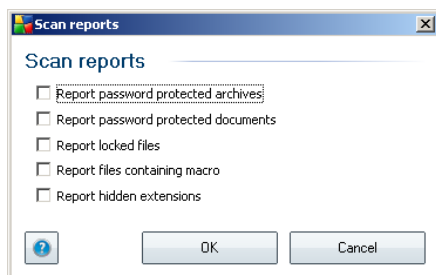 Scan reports
Scan reports
Report password protected archives
Report password protected documents
Report locked files
Report files containing macro
Report hidden extensions
?
OK
Cancel